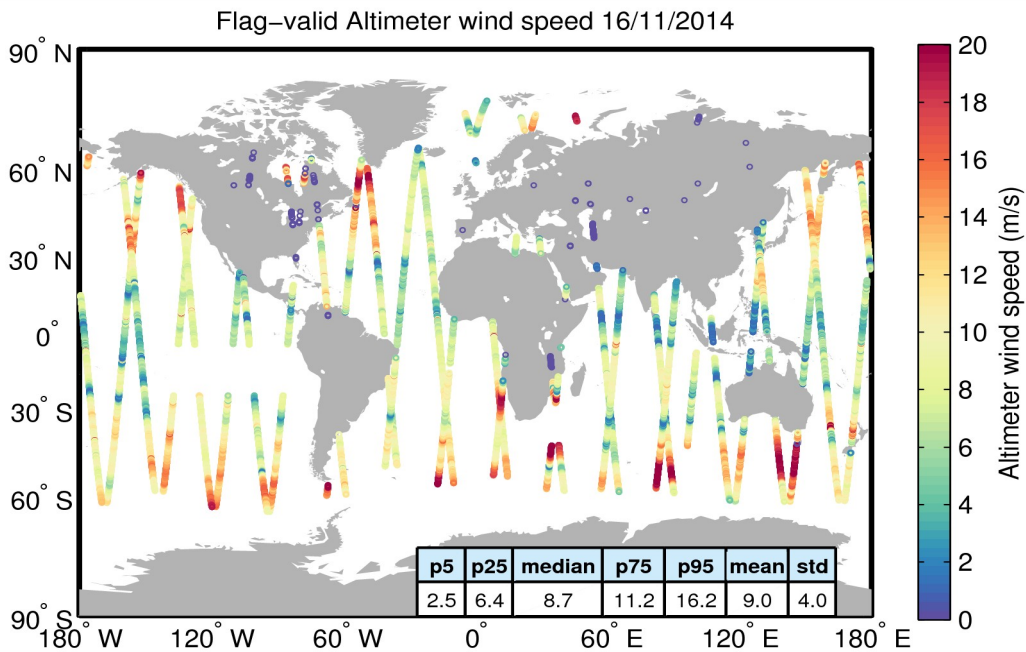 Flag−valid Altimeter wind speed 16/11/2014
90° N
60° N
30° N
0°
30° S
60° S
90° S
180° W
120° W
60° W
0°
60° E
120° E
180° E
p5 p25 median p75 p95 mean std
2.5 6.4 8.7 11.2 16.2 9.0 4.0
20
18
16
14
12
10
8
6
4
2
0
Altimeter wind speed (m/s)